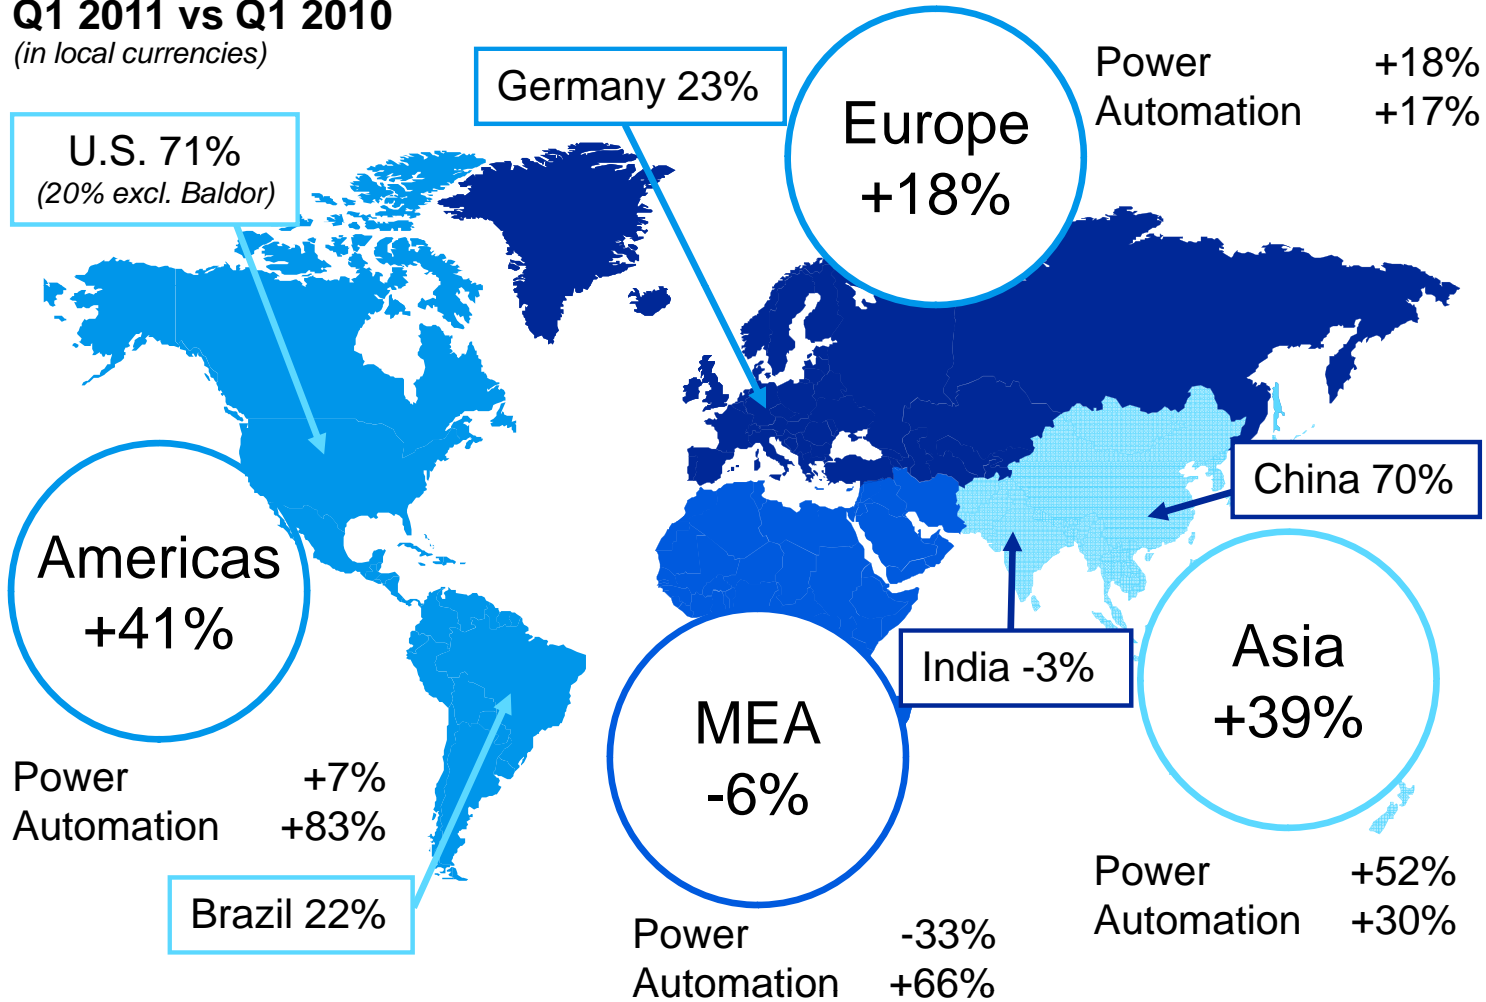 Q1 2011 vs Q1 2010
(in local currencies)
U.S. 71%
(20% excl. Baldor)
Germany 23%
Europe
+18%
Power +18%
Automation +17%
China 70%
Americas
+41%
Power +7%
Automation +83%
Brazil 22%
MEA
-6%
Power -33%
Automation +66%
India -3%
Asia
+39%
Power +52%
Automation +30%